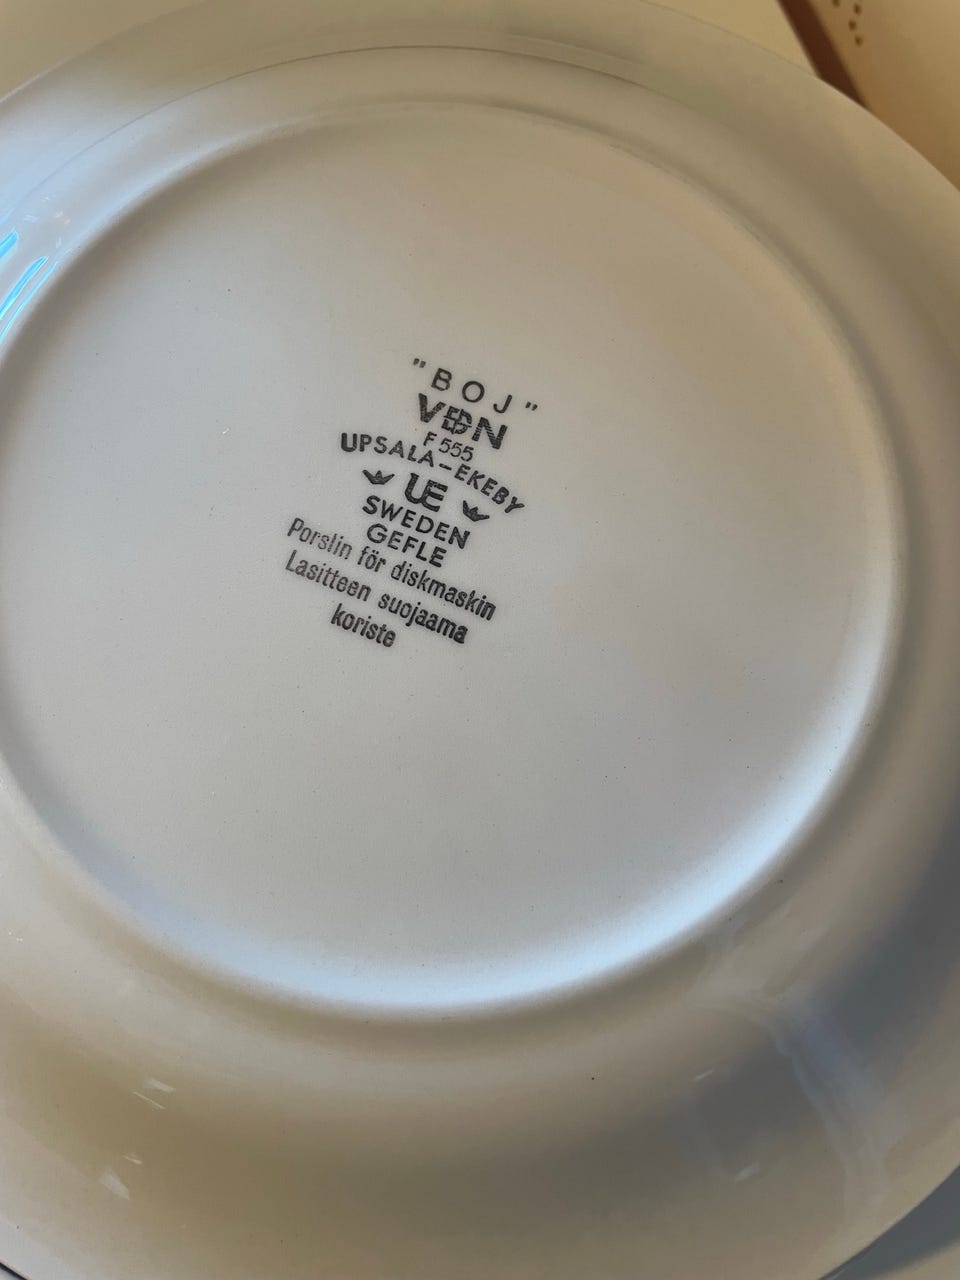 "BOJ"
VDN
F 555
UPSALA-EKEBY
UE
SWEDEN
GEFLE
Porslin för diskmaskin
Lasitteen suojaama
koriste